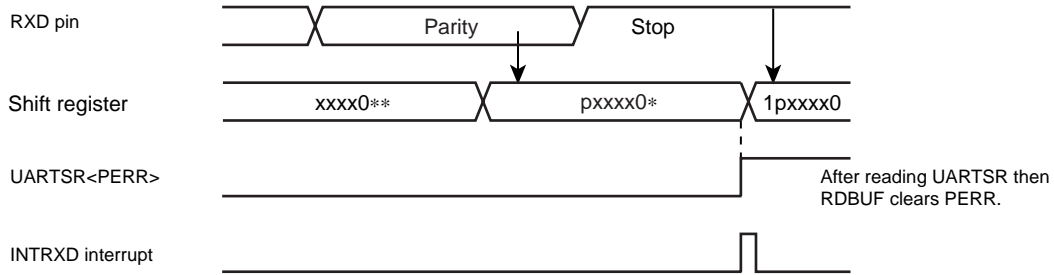 RXD pin
Parity
Stop
Shift register
xxxx0**
pxxxx0*
1pxxxx0
UARTSR<PERR>
After reading UARTSR then
RDBUF clears PERR.
INTRXD interrupt